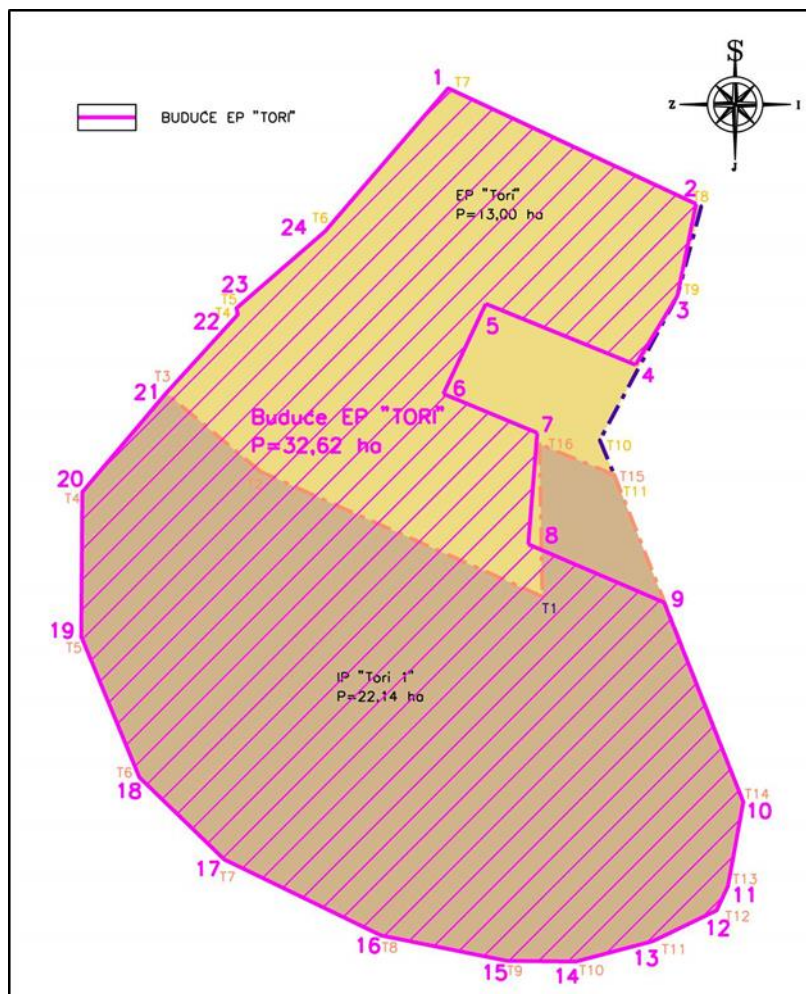 S
1
T7
BUDUĆE EP "TORI"
Z
I
J
EP "Tori"
P=13,00 ha
2
T8
24
T6
23
T5
T4
22
T9
3
5
4
T3
21
6
Buduće EP "TORI"
P=32,62 ha
7
T16
T10
T15
T11
20
T4
8
T1
9
19
T5
IP "Tori 1"
P=22,14 ha
T6
18
T14
10
17
T7
T13
11
T12
12
16
T8
T11
13
15
T9
14
T10